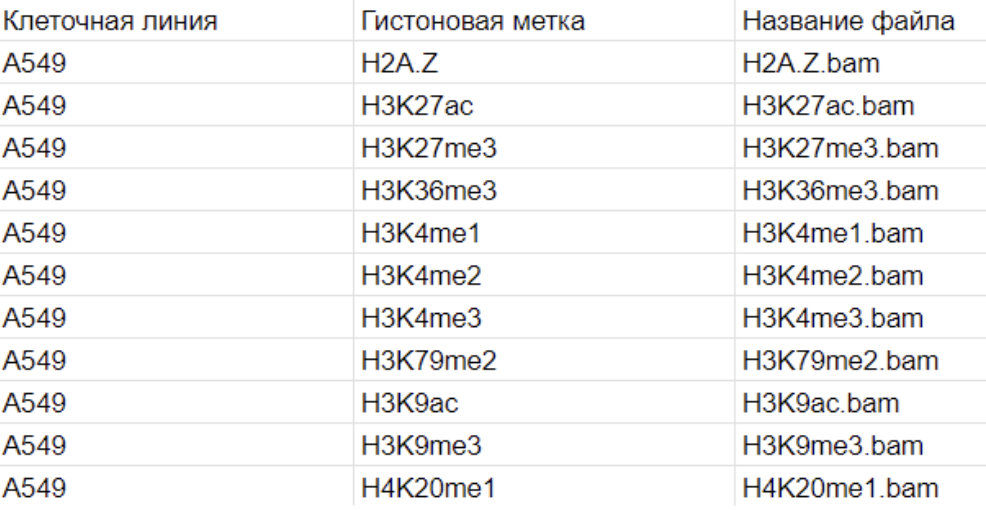 Клеточная линия Гистоновая метка Название файла
A549 H2A.Z H2A.Z.bam
A549 H3K27ac H3K27ac.bam
A549 H3K27me3 H3K27me3.bam
A549 H3K36me3 H3K36me3.bam
A549 H3K4me1 H3K4me1.bam
A549 H3K4me2 H3K4me2.bam
A549 H3K4me3 H3K4me3.bam
A549 H3K79me2 H3K79me2.bam
A549 H3K9ac H3K9ac.bam
A549 H3K9me3 H3K9me3.bam
A549 H4K20me1 H4K20me1.bam